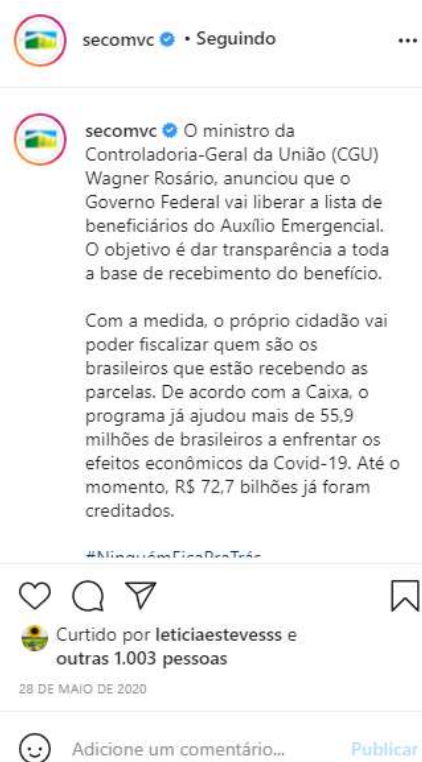 secomvc • Seguindo
secomvc O ministro da
Controladoria-Geral da União (CGU)
Wagner Rosário, anunciou que o
Governo Federal vai liberar a lista de
beneficiários do Auxílio Emergencial.
O objetivo é dar transparência a toda
a base de recebimento do benefício.
Com a medida, o próprio cidadão vai
poder fiscalizar quem são os
brasileiros que estão recebendo as
parcelas. De acordo com a Caixa, o
programa já ajudou mais de 55,9
milhões de brasileiros a enfrentar os
efeitos econômicos da Covid-19. Até o
momento, R$ 72,7 bilhões já foram
creditados.
#NinguémFicaPraTrás
Curtido por leticiaestevesss e
outras 1.003 pessoas
28 DE MAIO DE 2020
Adicione um comentário... Publicar